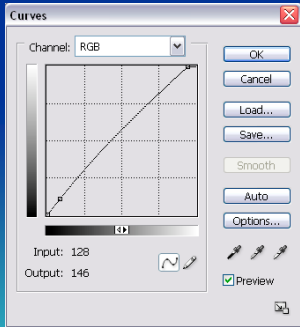 Curves
Channel: RGB
OK
Cancel
Load...
Save...
Smooth
Auto
Options...
Input: 128
Output: 146
Preview